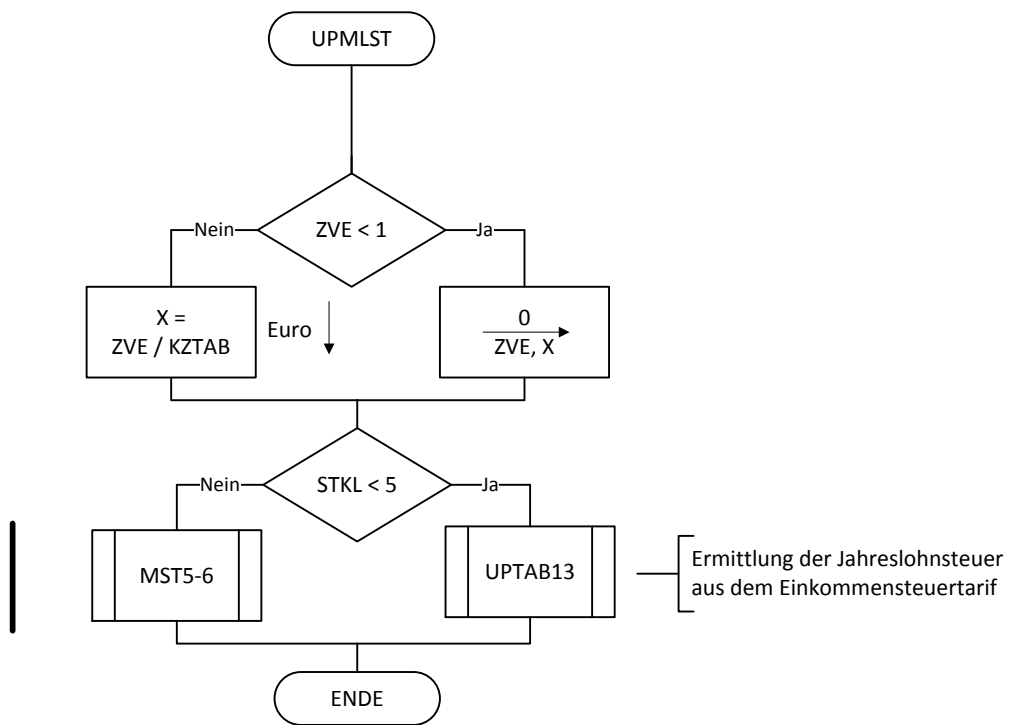 UPMLST
ZVE < 1
Nein
Ja
X =
ZVE / KZTAB
Euro
0
ZVE, X
STKL < 5
Nein
Ja
MST5-6
UPTAB13
Ermittlung der Jahreslohnsteuer
aus dem Einkommensteuertarif
ENDE